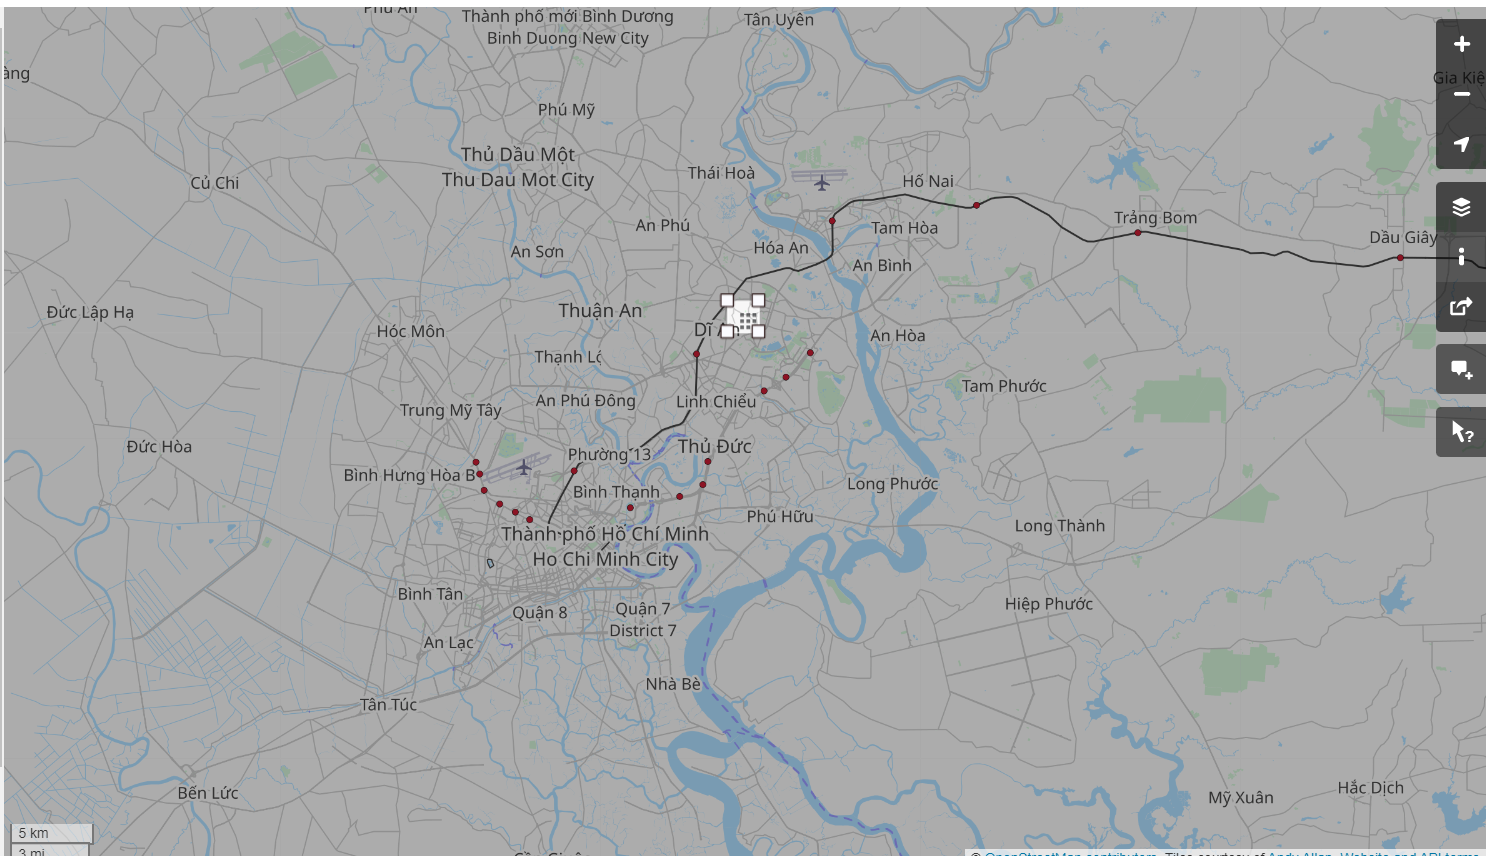 Thành phố mới Bình Dương
Binh Duong New City
Tân Uyên
Phú Mỹ
Thủ Dầu Một
Thu Dau Mot City
Thái Hoà
Hố Nai
Củ Chi
An Phú
Tam Hòa
Trảng Bom
Dầu Giây
Hóa An
An Sơn
An Bình
Đức Lập Hạ
Thuận An
Hóc Môn
Dĩ An
An Hòa
Thạnh Lộ
Tam Phước
Trung Mỹ Tây
An Phú Đông
Linh Chiểu
Đức Hòa
Phường 13
Thủ Đức
Bình Hưng Hòa B
Bình Thạnh
Long Phước
Phú Hữu
Long Thành
Thành phố Hồ Chí Minh
Ho Chi Minh City
Bình Tân
Quận 8
Quận 7
District 7
Hiệp Phước
An Lạc
Nhà Bè
Tân Túc
Bến Lức
Mỹ Xuân
Hắc Dịch
5 km
3 mi
© OpenStreetMap contributors. Tiles courtesy of Andy Allan. Website and API terms